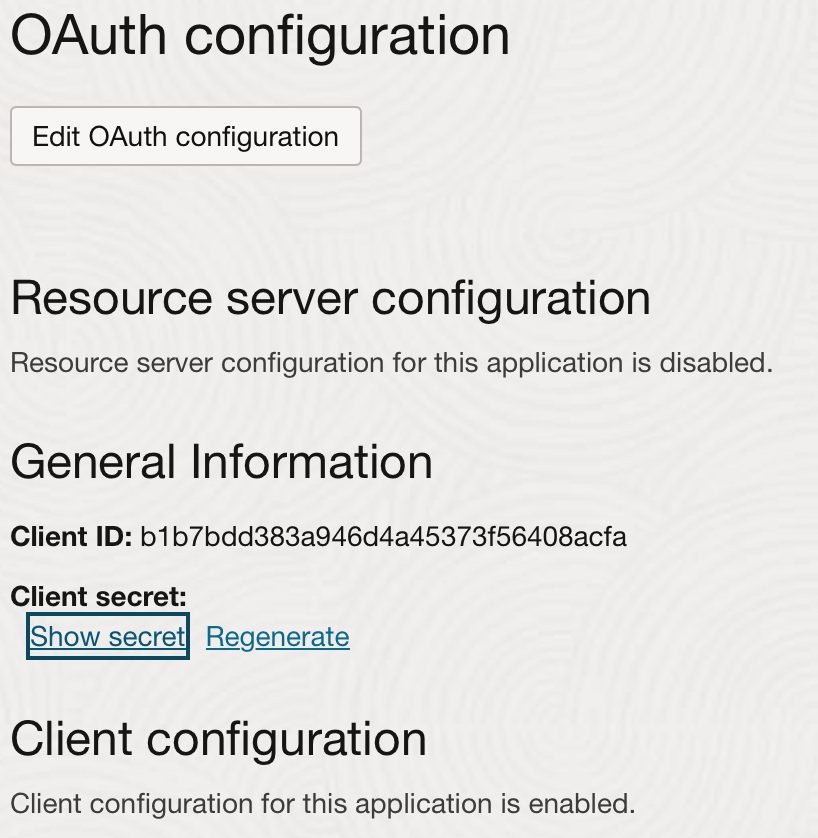 OAuth configuration
Edit OAuth configuration
Resource server configuration
Resource server configuration for this application is disabled.
General Information
Client ID: b1b7bdd383a946d4a45373f56408acfa
Client secret:
Show secret Regenerate
Client configuration
Client configuration for this application is enabled.